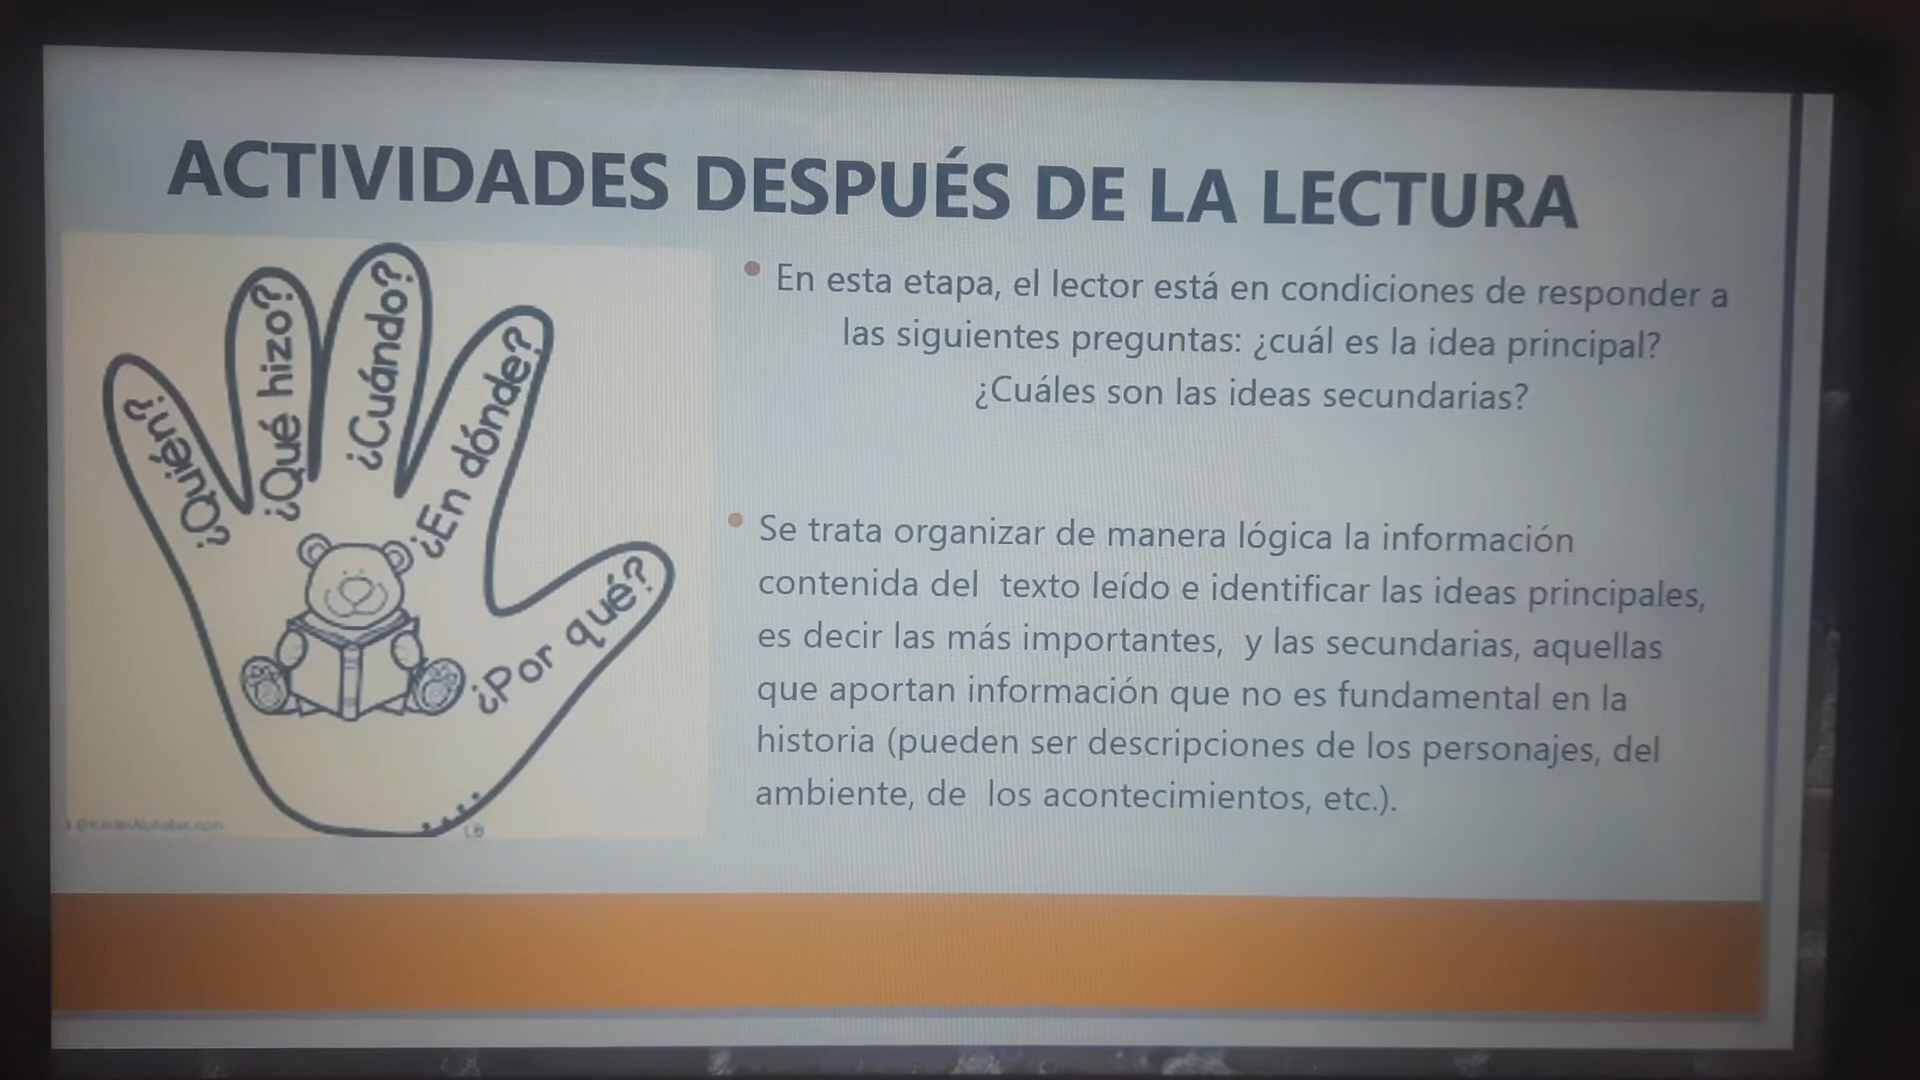 ACTIVIDADES DESPUÉS DE LA LECTURA
¿Quién?
¿Qué hizo?
¿Cuándo?
¿En dónde?
¿Por qué?
En esta etapa, el lector está en condiciones de responder a
las siguientes preguntas: ¿cuál es la idea principal?
¿Cuáles son las ideas secundarias?
Se trata organizar de manera lógica la información
contenida del texto leído e identificar las ideas principales,
es decir las más importantes, y las secundarias, aquellas
que aportan información que no es fundamental en la
historia (pueden ser descripciones de los personajes, del
ambiente, de los acontecimientos, etc.).